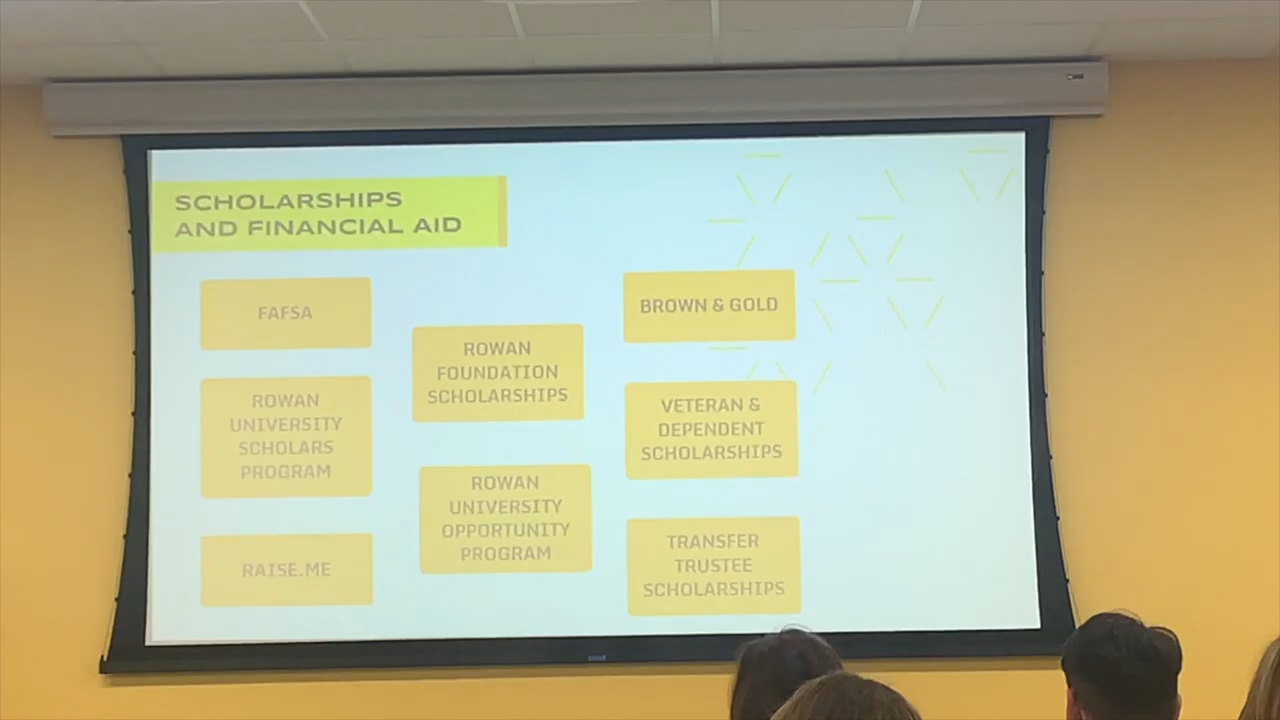 SCHOLARSHIPS
AND FINANCIAL AID
FAFSA
ROWAN
UNIVERSITY
SCHOLARS
PROGRAM
RAISE.ME
ROWAN
FOUNDATION
SCHOLARSHIPS
ROWAN
UNIVERSITY
OPPORTUNITY
PROGRAM
BROWN & GOLD
VETERAN &
DEPENDENT
SCHOLARSHIPS
TRANSFER
TRUSTEE
SCHOLARSHIPS